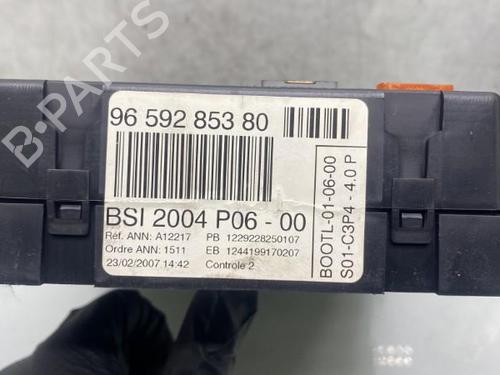 B-PARTS
96 592 853 80
BSI 2004 P06 - 00
Réf. ANN: A12217 PB 1229228250107
Ordre ANN: 1511 EB 1244199170207
23/02/2007 14:42 Controle 2
BOOTL-01-06-00
S01-C3P4 - 4.0 P